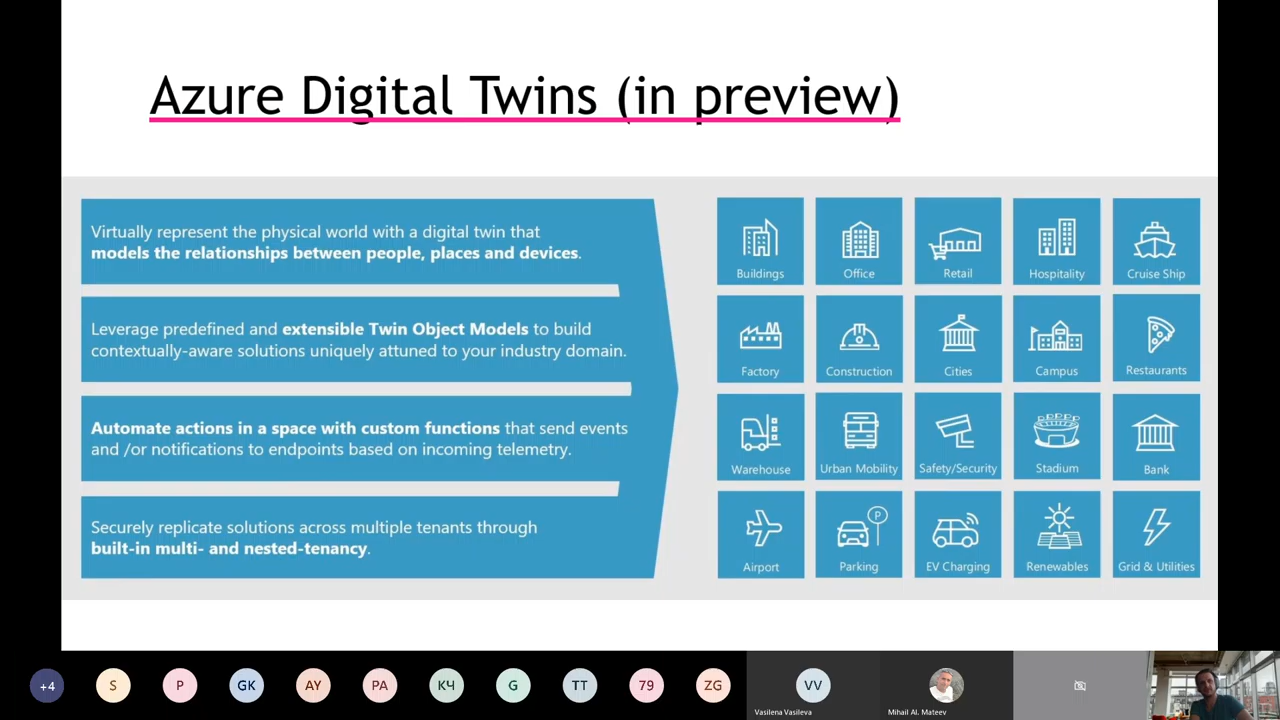 Azure Digital Twins (in preview)
Virtually represent the physical world with a digital twin that
models the relationships between people, places and devices.
Leverage predefined and extensible Twin Object Models to build
contextually-aware solutions uniquely attuned to your industry domain.
Automate actions in a space with custom functions that send events
and /or notifications to endpoints based on incoming telemetry.
Securely replicate solutions across multiple tenants through
built-in multi- and nested-tenancy.
Buildings
Office
Retail
Hospitality
Cruise Ship
Factory
Construction
Cities
Campus
Restaurants
Warehouse
Urban Mobility
Safety/Security
Stadium
Bank
Airport
P
Parking
EV Charging
Renewables
Grid & Utilities
+4
S
P
GK
AY
PA
КЧ
G
TT
79
ZG
VV
Vasilena Vasileva
Mihail Al. Mateev